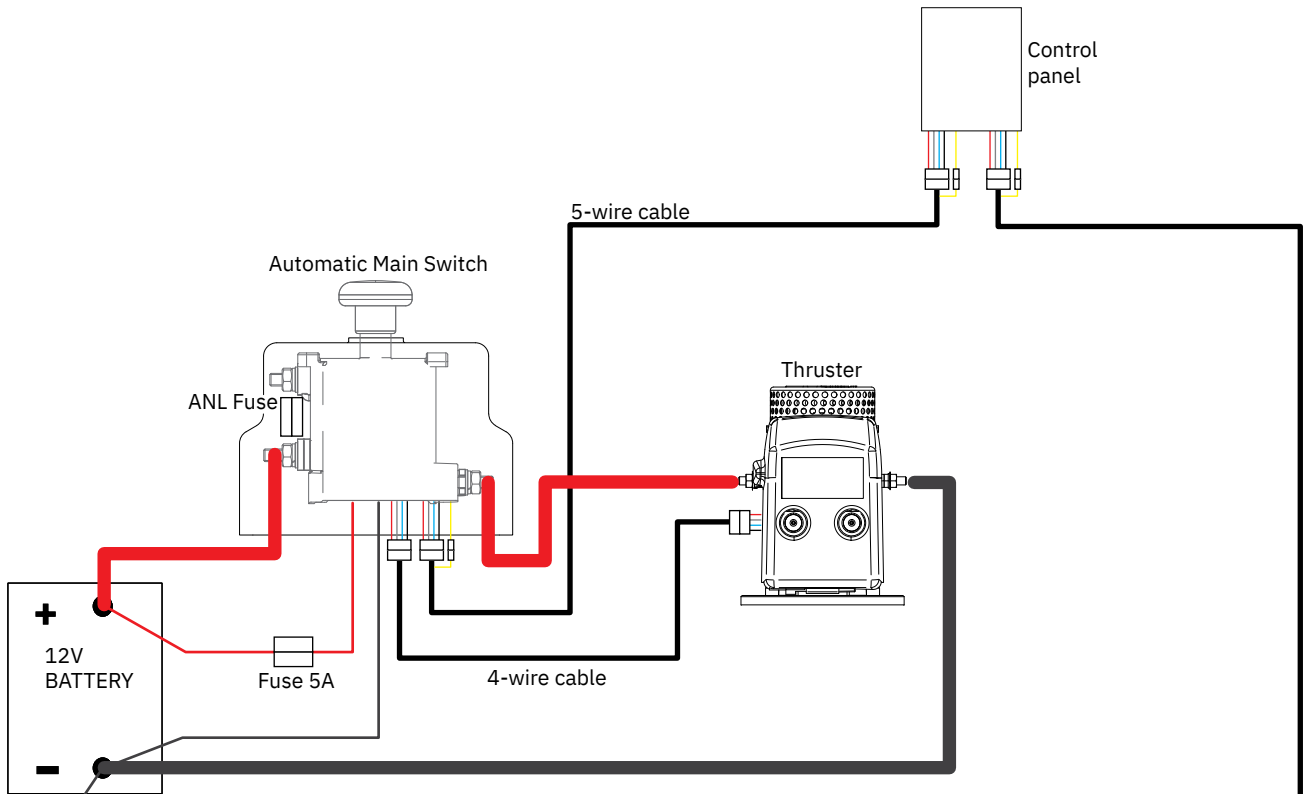 Control
panel
5-wire cable
Automatic Main Switch
Thruster
ANL Fuse
+
12V
BATTERY
Fuse 5A
4-wire cable
-